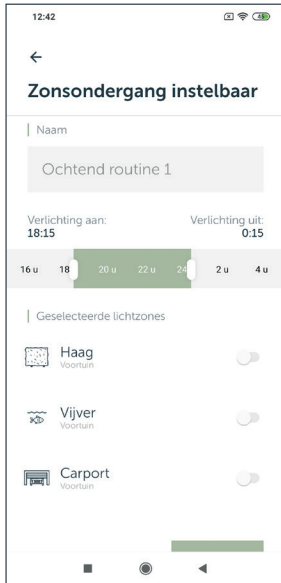 12:42
45
Zonsondergang instelbaar
Naam
Ochtend routine 1
Verlichting aan: Verlichting uit:
18:15 0:15
16 u 18 20 u 22 u 24 2 u 4 u
Geselecteerde lichtzones
Haag
Voortuin
Vijver
Voortuin
Carport
Voortuin